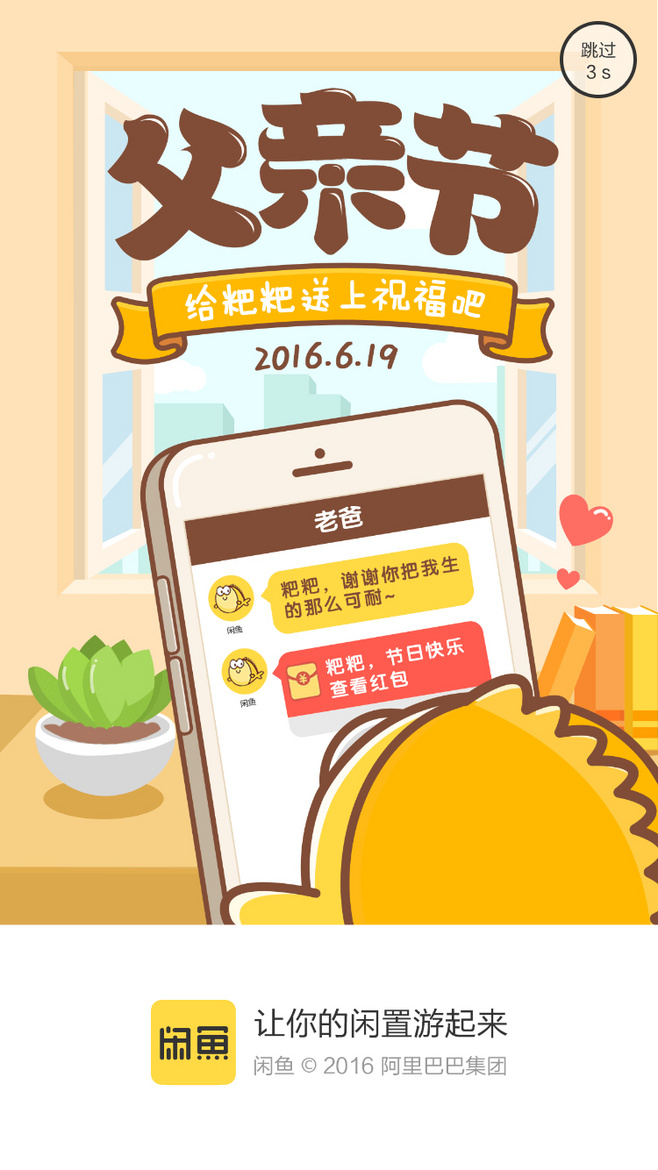 跳过
3 s
父亲节
给粑粑送上祝福吧
2016.6.19
老爸
粑粑，谢谢你把我生
的那么可耐~
闲鱼
粑粑，节日快乐
查看红包
闲鱼
闲鱼
让你的闲置游起来
闲鱼 © 2016 阿里巴巴集团